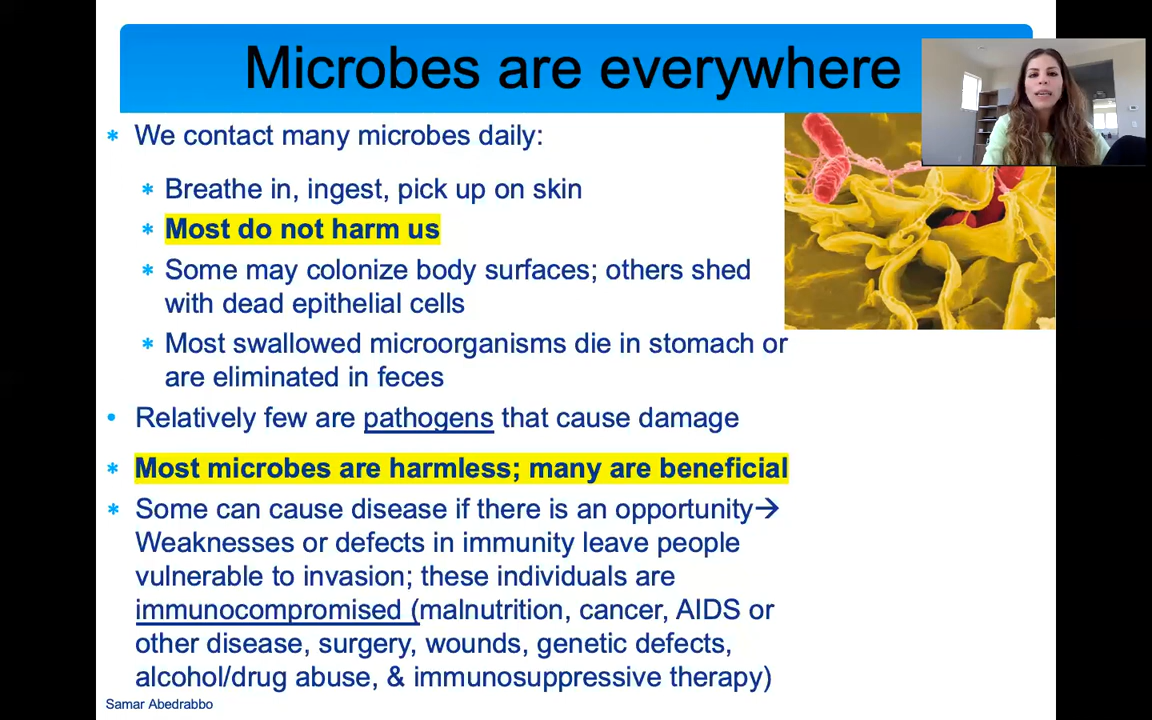 Microbes are everywhere
* We contact many microbes daily:
* Breathe in, ingest, pick up on skin
* Most do not harm us
* Some may colonize body surfaces; others shed
with dead epithelial cells
* Most swallowed microorganisms die in stomach or
are eliminated in feces
• Relatively few are pathogens that cause damage
* Most microbes are harmless; many are beneficial
* Some can cause disease if there is an opportunity→
Weaknesses or defects in immunity leave people
vulnerable to invasion; these individuals are
immunocompromised (malnutrition, cancer, AIDS or
other disease, surgery, wounds, genetic defects,
alcohol/drug abuse, & immunosuppressive therapy)
Samar Abedrabbo